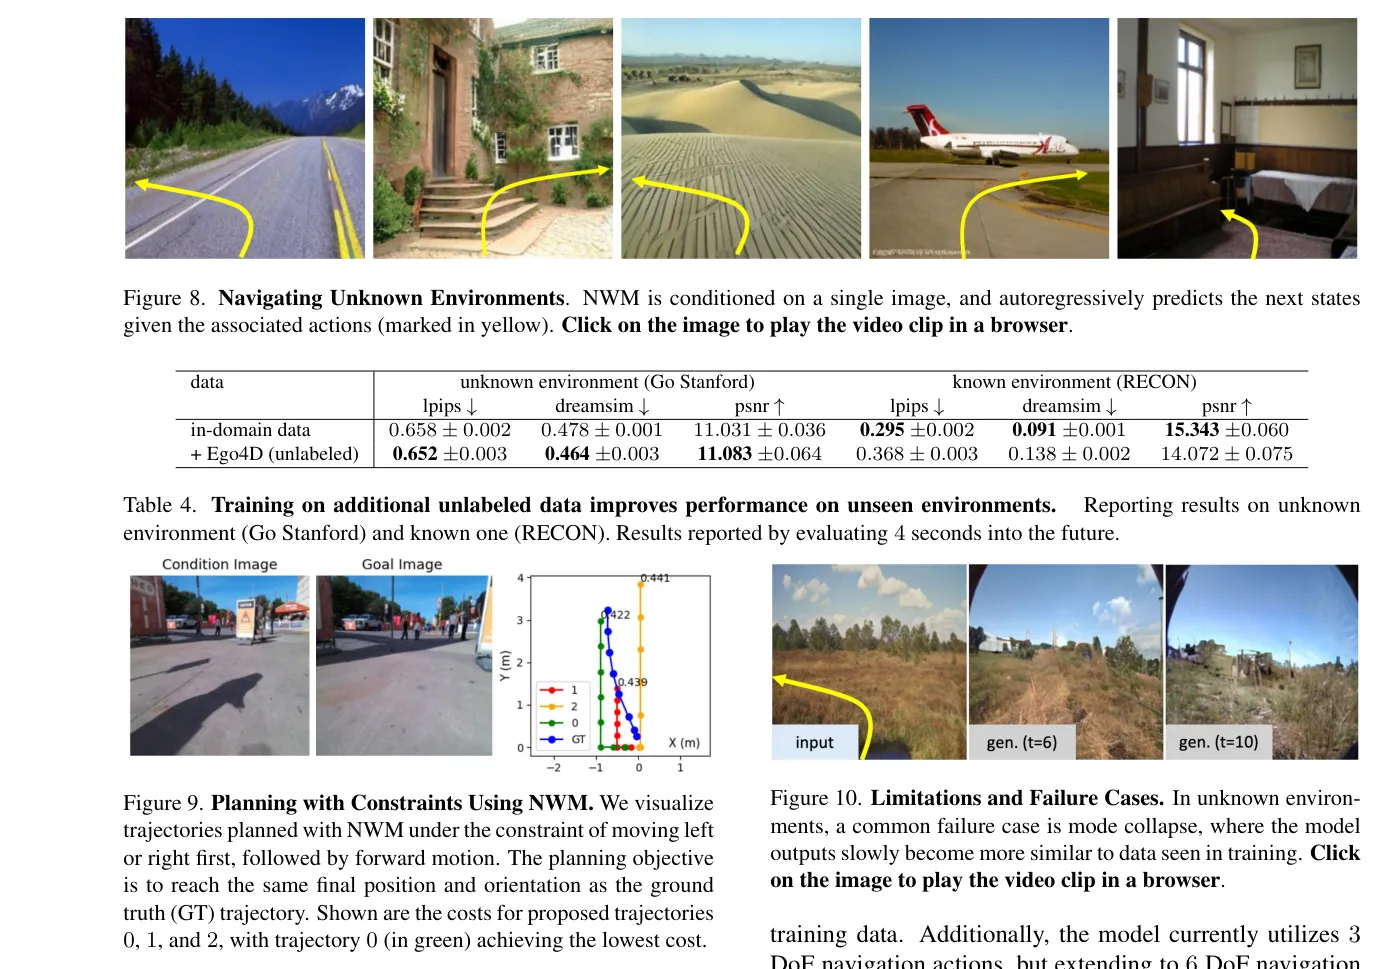 Figure 8. Navigating Unknown Environments. NWM is conditioned on a single image, and autoregressively predicts the next states
given the associated actions (marked in yellow). Click on the image to play the video clip in a browser.
data unknown environment (Go Stanford) known environment (RECON)
lpips ↓ dreamsim ↓ psnr ↑ lpips ↓ dreamsim ↓ psnr ↑
in-domain data 0.658 ± 0.002 0.478 ± 0.001 11.031 ± 0.036 0.295 ±0.002 0.091 ±0.001 15.343 ±0.060
+ Ego4D (unlabeled) 0.652 ±0.003 0.464 ±0.003 11.083 ±0.064 0.368 ± 0.003 0.138 ± 0.002 14.072 ± 0.075
Table 4. Training on additional unlabeled data improves performance on unseen environments. Reporting results on unknown
environment (Go Stanford) and known one (RECON). Results reported by evaluating 4 seconds into the future.
Condition Image Goal Image
4
3
2
1
0
Y (m)
0.441
0.422
0.439
1
2
0
GT
X (m)
−2 −1 0 1
Figure 9. Planning with Constraints Using NWM. We visualize
trajectories planned with NWM under the constraint of moving left
or right first, followed by forward motion. The planning objective
is to reach the same final position and orientation as the ground
truth (GT) trajectory. Shown are the costs for proposed trajectories
0, 1, and 2, with trajectory 0 (in green) achieving the lowest cost.
input gen. (t=6) gen. (t=10)
Figure 10. Limitations and Failure Cases. In unknown environ-
ments, a common failure case is mode collapse, where the model
outputs slowly become more similar to data seen in training. Click
on the image to play the video clip in a browser.
training data. Additionally, the model currently utilizes 3
DoF navigation actions, but extending to 6 DoF navigation